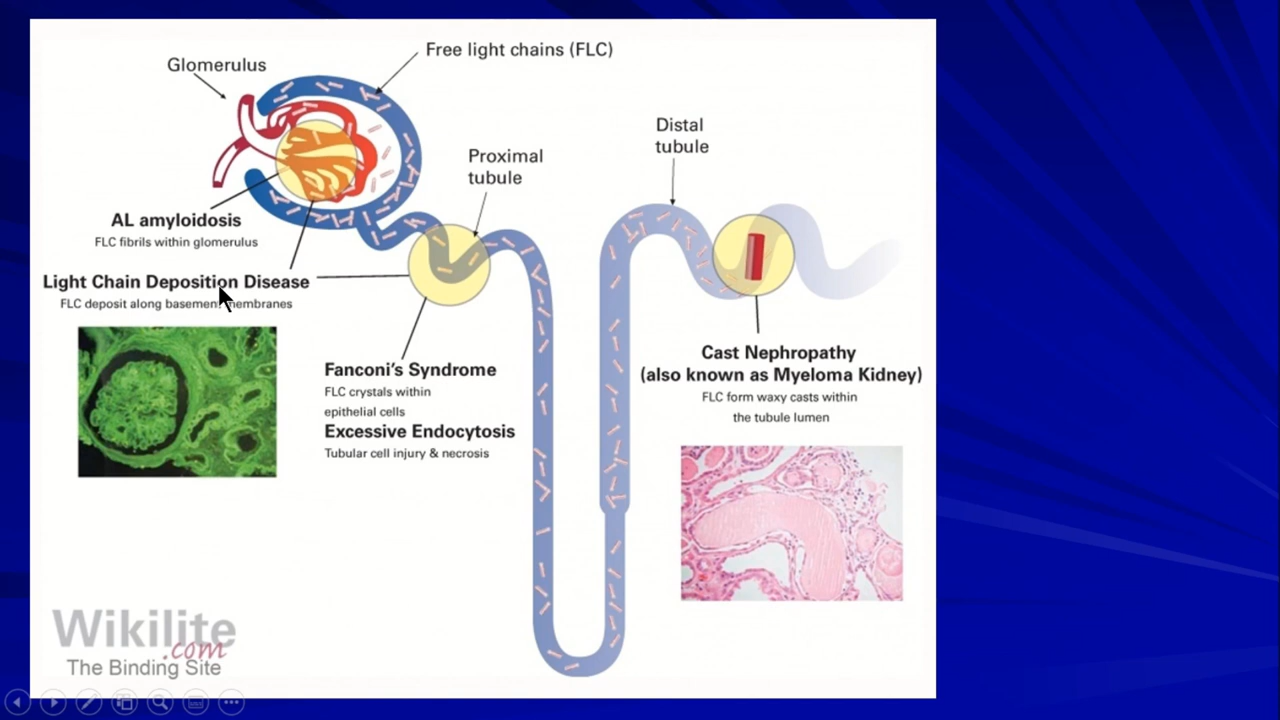 Free light chains (FLC)
Glomerulus
Distal
tubule
Proximal
tubule
AL amyloidosis
FLC fibrils within glomerulus
Light Chain Deposition Disease
FLC deposit along basement membranes
Fanconi's Syndrome
FLC crystals within
epithelial cells
Excessive Endocytosis
Tubular cell injury & necrosis
Cast Nephropathy
(also known as Myeloma Kidney)
FLC form waxy casts within
the tubule lumen
Wikilite
.com
The Binding Site